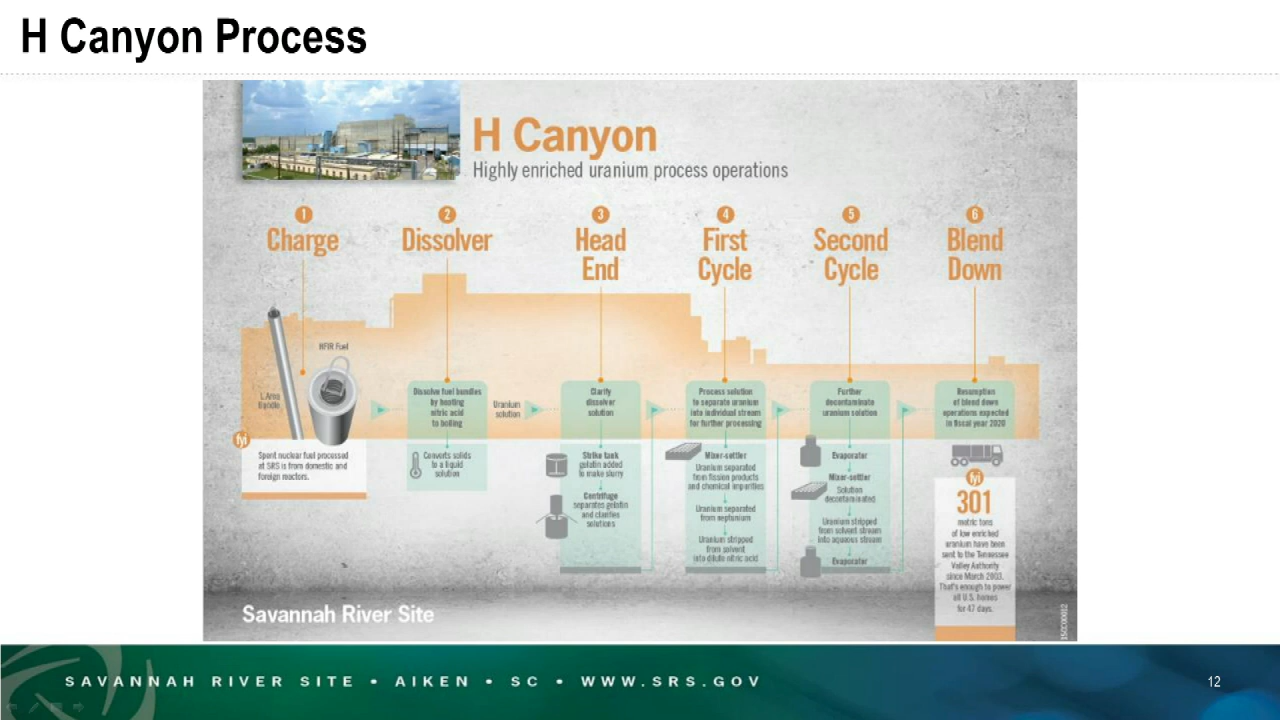 H Canyon Process
H Canyon
Highly enriched uranium process operations
1
Charge
2
Dissolver
3
Head
End
4
First
Cycle
5
Second
Cycle
6
Blend
Down
HFIR Fuel
L Area
Bundle
fyi
Spent nuclear fuel processed
at SRS is from domestic and
foreign reactors.
Dissolve fuel bundles
by heating
nitric acid
to boiling
Converts solids
to a liquid
solution
Uranium
solution
Clarify
dissolver
solution
Strike tank
gelatin added
to make slurry
Centrifuge
separates gelatin
and clarifies
solutions
Process solution
to separate uranium
into individual stream
for further processing
Mixer-settler
Uranium separated
from fission products
and chemical impurities
Uranium separated
from neptunium
Uranium stripped
from solvent
into dilute nitric acid
Further
decontaminate
uranium solution
Evaporator
Mixer-settler
Solution
decontaminated
Uranium stripped
from solvent stream
into aqueous stream
Evaporator
Resumption
of blend down
operations expected
in fiscal year 2020
fyi
301
metric tons
of low enriched
uranium have been
sent to the Tennessee
Valley Authority
since March 2003.
That's enough to power
all U.S. homes
for 47 days.
Savannah River Site
SAVANNAH RIVER SITE • AIKEN • SC • WWW.SRS.GOV
12